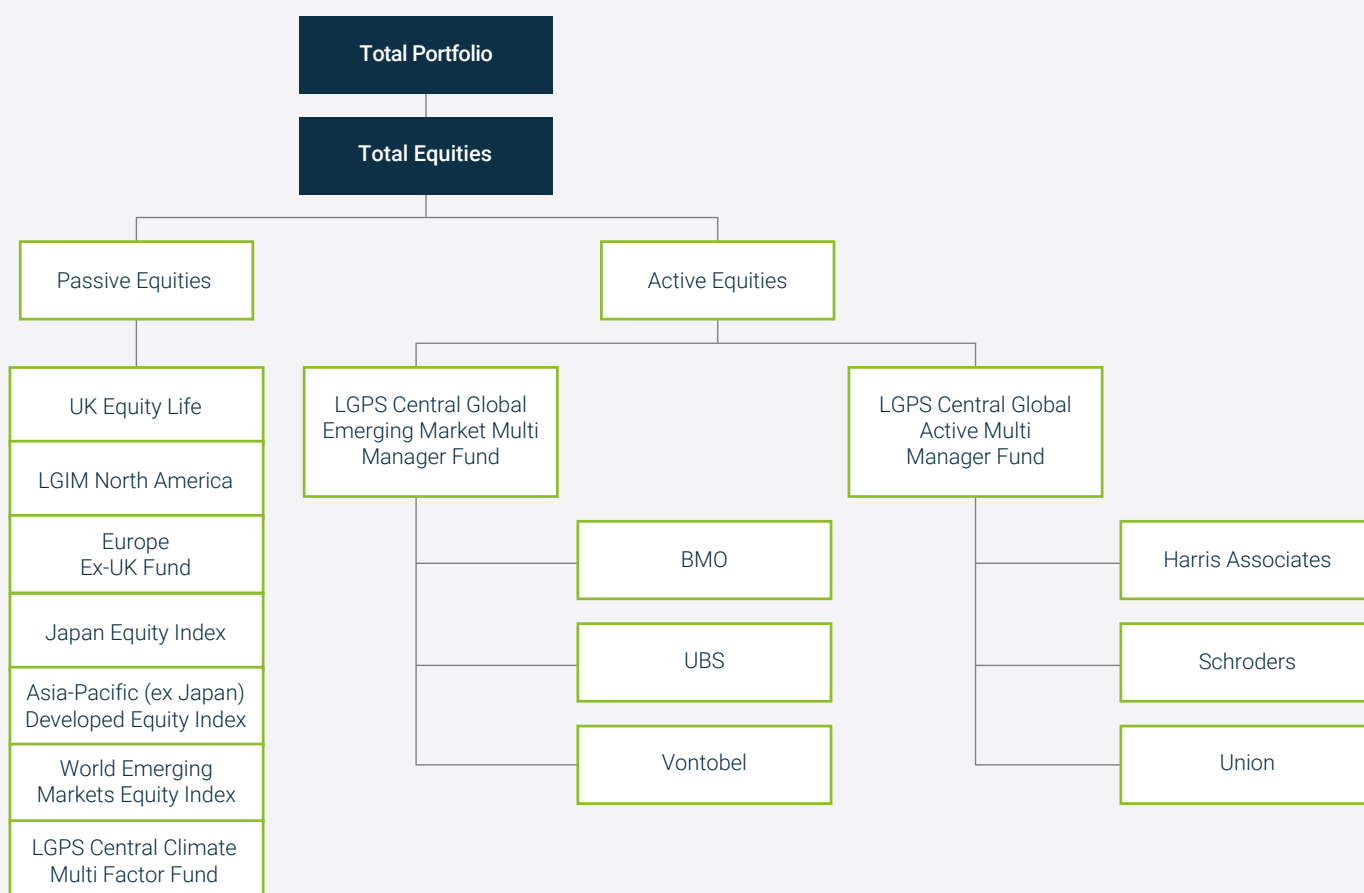 Total Portfolio
Total Equities
Passive Equities
Active Equities
UK Equity Life
LGIM North America
Europe
Ex-UK Fund
Japan Equity Index
Asia-Pacific (ex Japan)
Developed Equity Index
World Emerging
Markets Equity Index
LGPS Central Climate
Multi Factor Fund
LGPS Central Global
Emerging Market Multi
Manager Fund
BMO
UBS
Vontobel
LGPS Central Global
Active Multi
Manager Fund
Harris Associates
Schroders
Union